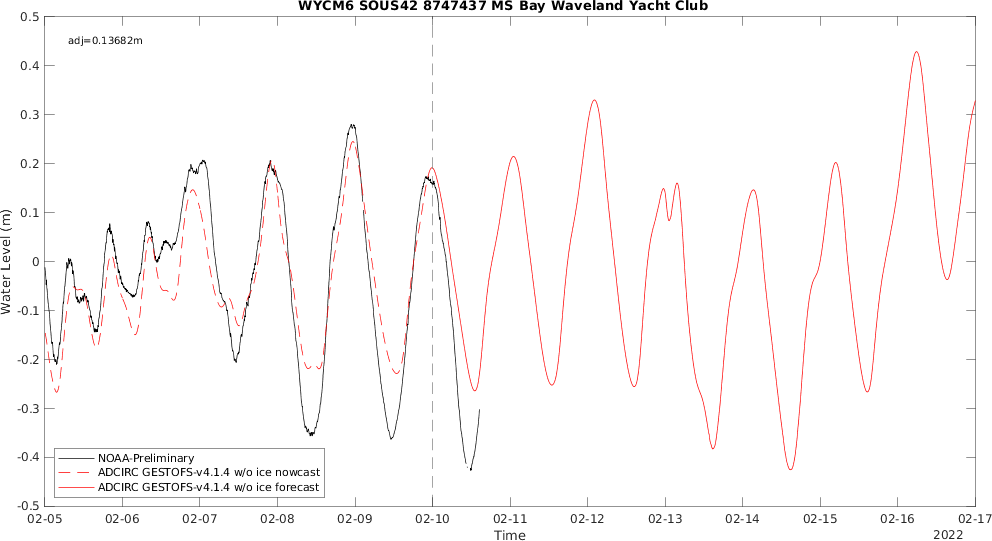 WYCM6 SOUS42 8747437 MS Bay Waveland Yacht Club
adj=0.13682m
0.5
0.4
0.3
0.2
0.1
0
-0.1
-0.2
-0.3
-0.4
-0.5
Water Level (m)
NOAA-Preliminary
ADCIRC GESTOFS-v4.1.4 w/o ice nowcast
ADCIRC GESTOFS-v4.1.4 w/o ice forecast
02-05 02-06 02-07 02-08 02-09 02-10 02-11 02-12 02-13 02-14 02-15 02-16 02-17
Time
2022